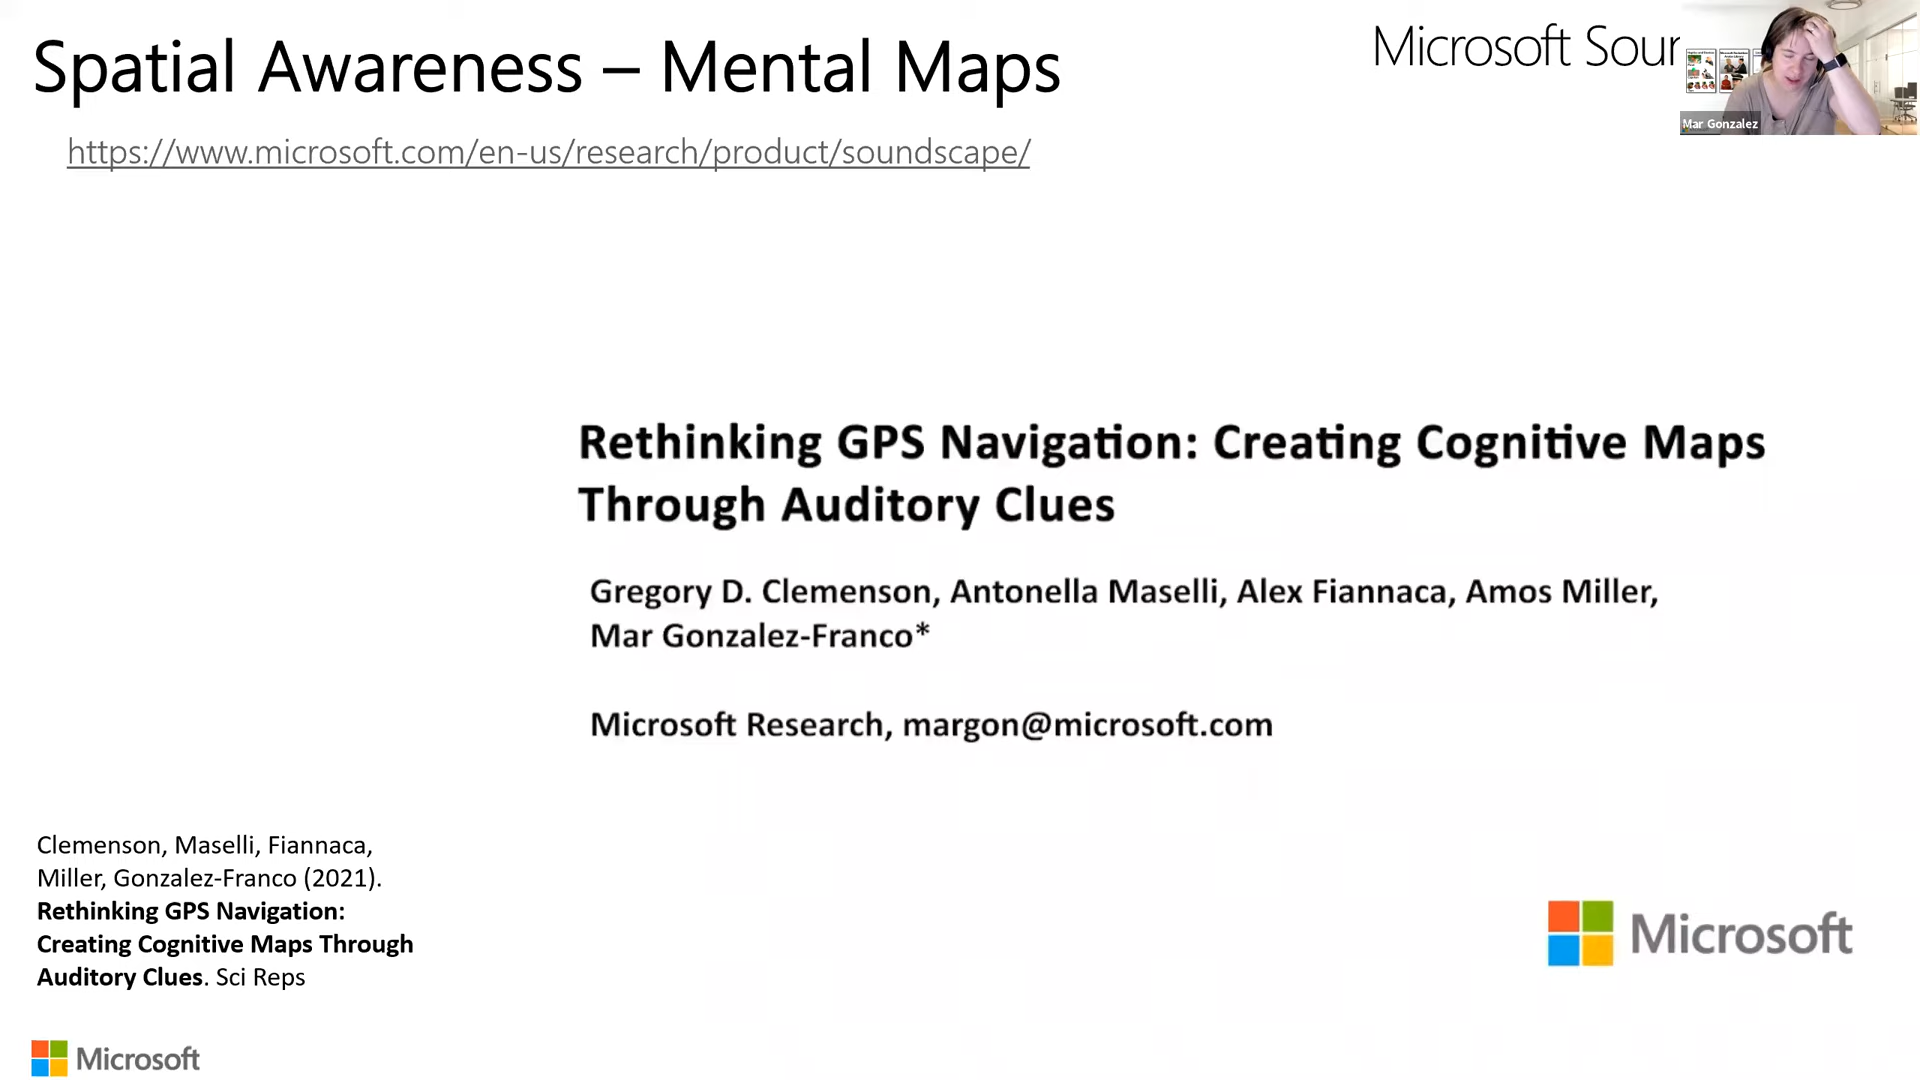 Spatial Awareness – Mental Maps
Microsoft Soun
Mar Gonzalez
https://www.microsoft.com/en-us/research/product/soundscape/
Rethinking GPS Navigation: Creating Cognitive Maps
Through Auditory Clues
Gregory D. Clemenson, Antonella Maselli, Alex Fiannaca, Amos Miller,
Mar Gonzalez-Franco*
Microsoft Research, margon@microsoft.com
Clemenson, Maselli, Fiannaca,
Miller, Gonzalez-Franco (2021).
Rethinking GPS Navigation:
Creating Cognitive Maps Through
Auditory Clues. Sci Reps
Microsoft
Microsoft